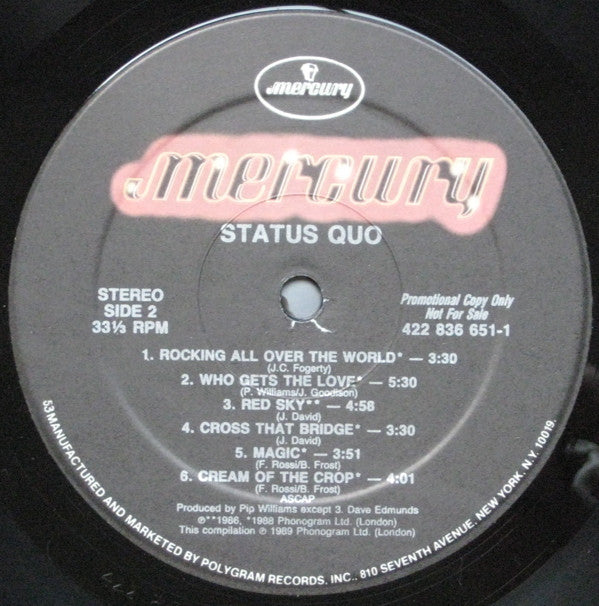 mercury
mercury
STATUS QUO
STEREO
SIDE 2
33⅓ RPM
Promotional Copy Only
Not For Sale
422 836 651-1
1. ROCKING ALL OVER THE WORLD* — 3:30
(J.C. Fogerty)
2. WHO GETS THE LOVE* — 5:30
(P. Williams/J. Goodison)
3. RED SKY** — 4:58
(J. David)
4. CROSS THAT BRIDGE* — 3:30
(J. David)
5. MAGIC* — 3:51
(F. Rossi/B. Frost)
6. CREAM OF THE CROP* — 4:01
(F. Rossi/B. Frost)
ASCAP
Produced by Pip Williams except 3. Dave Edmunds
℗**1986, *1988 Phonogram Ltd. (London)
This compilation ℗ 1989 Phonogram Ltd. (London)
53 MANUFACTURED AND MARKETED BY POLYGRAM RECORDS, INC., 810 SEVENTH AVENUE, NEW YORK, N.Y. 10019.